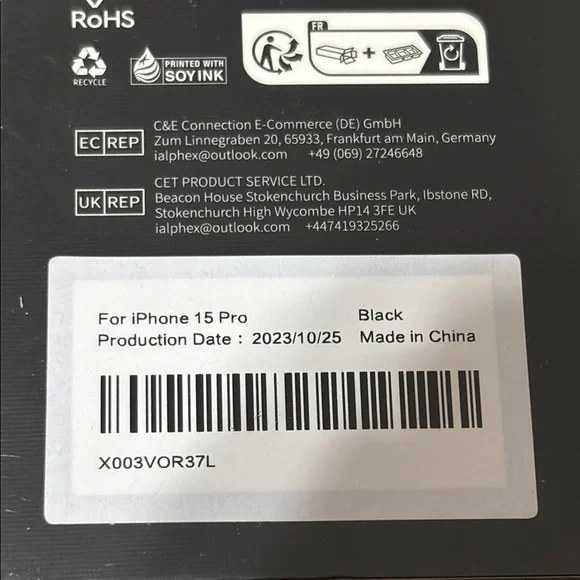 RoHS
RECYCLE
PRINTED WITH
SOY INK
FR
+
EC REP
C&E Connection E-Commerce (DE) GmbH
Zum Linnegraben 20, 65933, Frankfurt am Main, Germany
ialphex@outlook.com +49 (069) 27246648
UK REP
CET PRODUCT SERVICE LTD.
Beacon House Stokenchurch Business Park, Ibstone RD,
Stokenchurch High Wycombe HP14 3FE UK
ialphex@outlook.com +447419325266
For iPhone 15 Pro Black
Production Date : 2023/10/25 Made in China
X003VOR37L